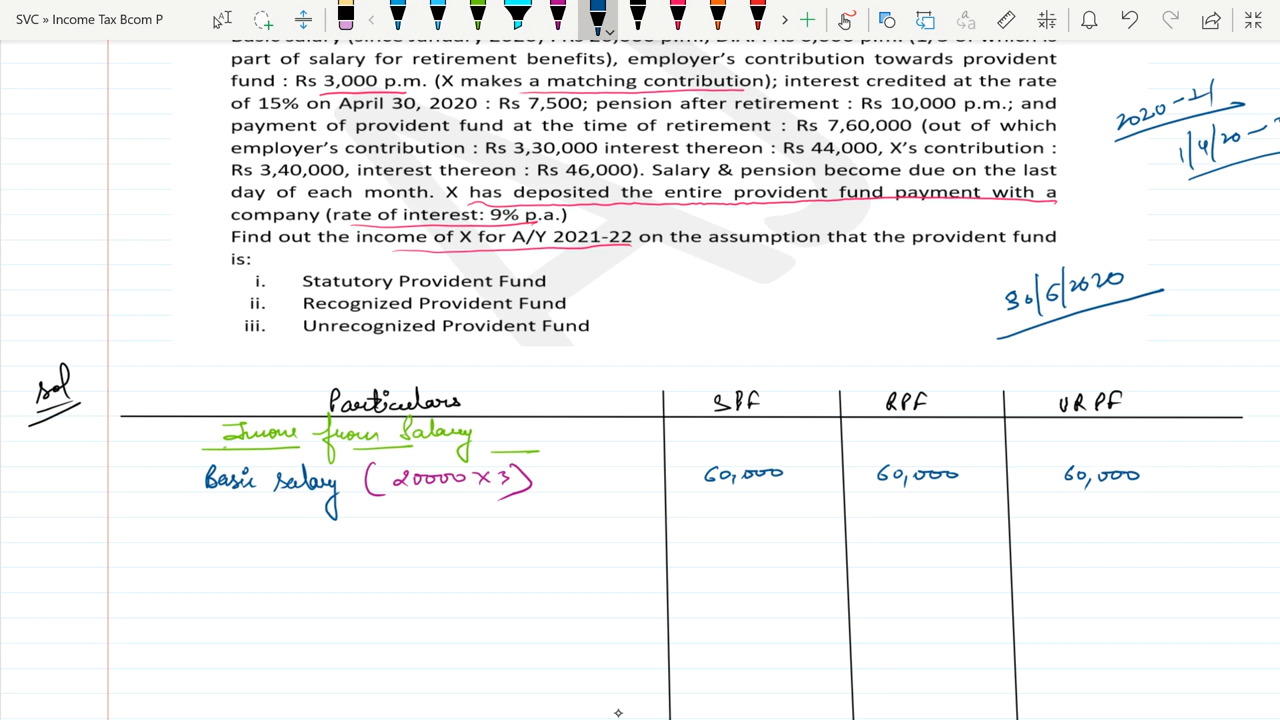 SVC » Income Tax Bcom P
part of salary for retirement benefits), employer's contribution towards provident
fund : Rs 3,000 p.m. (X makes a matching contribution); interest credited at the rate
of 15% on April 30, 2020 : Rs 7,500; pension after retirement : Rs 10,000 p.m.; and
payment of provident fund at the time of retirement : Rs 7,60,000 (out of which
employer's contribution : Rs 3,30,000 interest thereon : Rs 44,000, X's contribution :
Rs 3,40,000, interest thereon : Rs 46,000). Salary & pension become due on the last
day of each month. X has deposited the entire provident fund payment with a
company (rate of interest: 9% p.a.)
Find out the income of X for A/Y 2021-22 on the assumption that the provident fund
is:
i. Statutory Provident Fund
ii. Recognized Provident Fund
iii. Unrecognized Provident Fund
2020-21
1/4/20 -
30/6/2020
Sol
Particulars SPF RPF URPF
Income from Salary
Basic salary (20000 x 3) 60,000 60,000 60,000